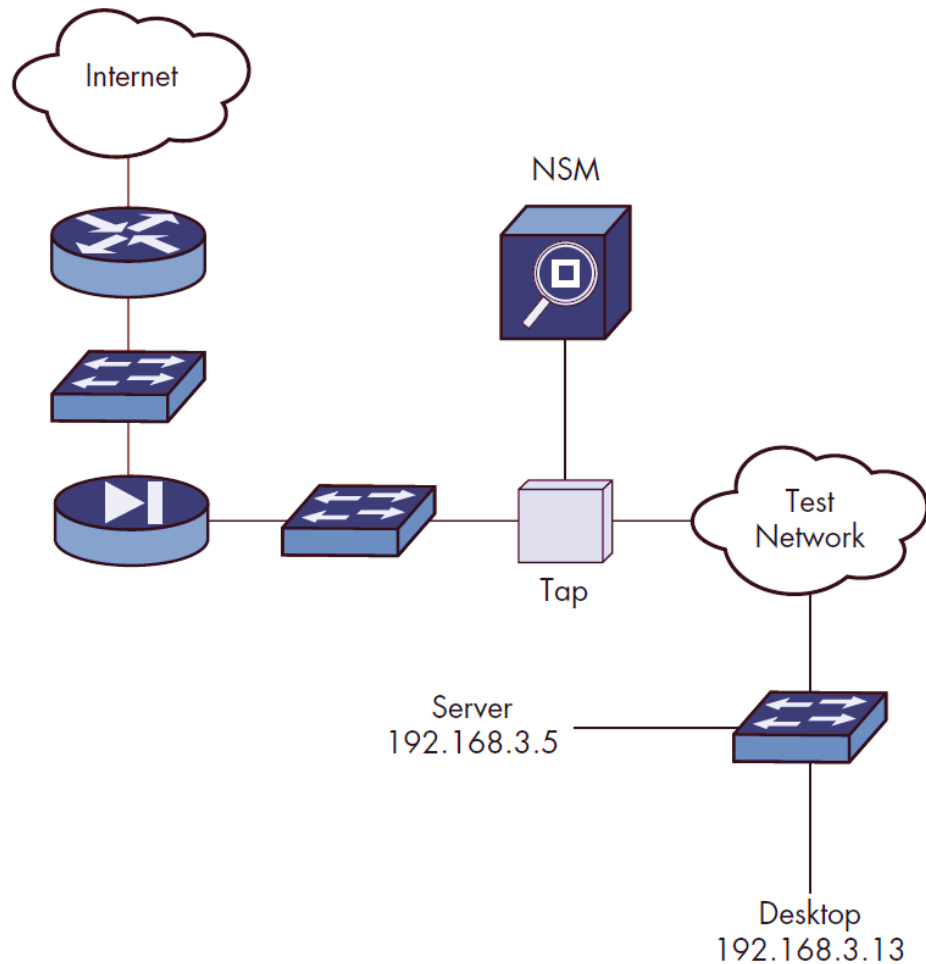 Internet
NSM
Test
Network
Tap
Server
192.168.3.5
Desktop
192.168.3.13